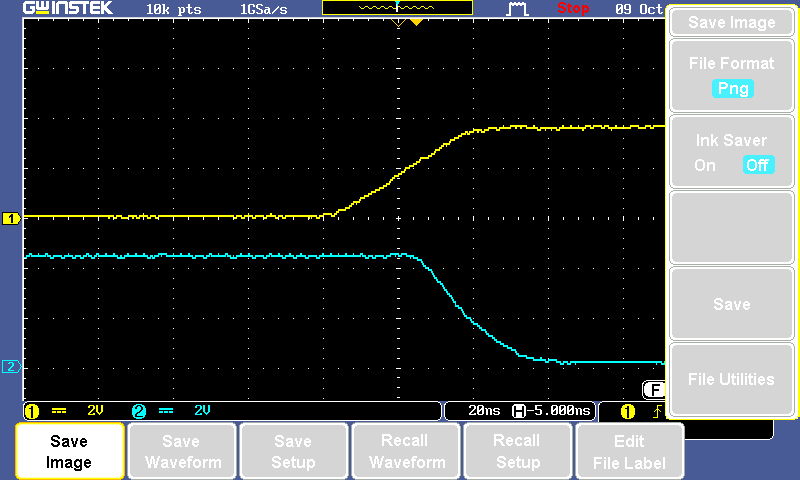 GWINSTEK 10k pts 1GSa/s Stop 09 Oct
Save Image
File Format
Png
Ink Saver
On Off
Save
File Utilities
1
2
F
1 2V 2 2V 20ns H -5.000ns 1
Save Image
Save Waveform
Save Setup
Recall Waveform
Recall Setup
Edit File Label